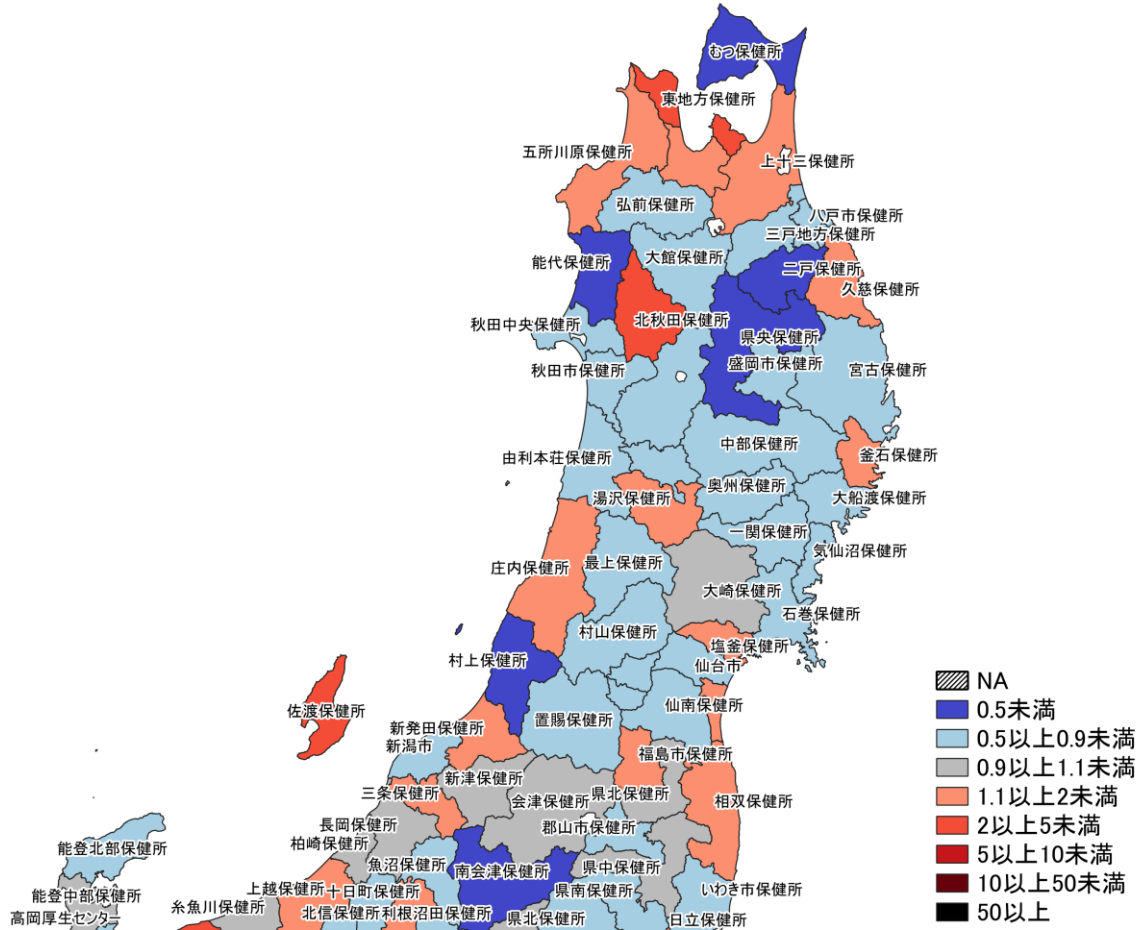 むつ保健所
東地方保健所
五所川原保健所
上十三保健所
弘前保健所
八戸市保健所
三戸地方保健所
大館保健所
能代保健所
二戸保健所
久慈保健所
北秋田保健所
秋田中央保健所
県央保健所
盛岡市保健所
秋田市保健所
宮古保健所
中部保健所
釜石保健所
由利本荘保健所
奥州保健所
湯沢保健所
大船渡保健所
一関保健所
気仙沼保健所
最上保健所
庄内保健所
大崎保健所
石巻保健所
村山保健所
塩釜保健所
村上保健所
仙台市
仙南保健所
佐渡保健所
置賜保健所
新発田保健所
新潟市
福島市保健所
新津保健所
三条保健所
会津保健所
県北保健所
相双保健所
長岡保健所
郡山市保健所
柏崎保健所
能登北部保健所
魚沼保健所
南会津保健所
県中保健所
上越保健所
十日町保健所
県南保健所
いわき市保健所
能登中部保健所
糸魚川保健所
北信保健所
利根沼田保健所
県北保健所
日立保健所
高岡厚生センター
NA
0.5未満
0.5以上0.9未満
0.9以上1.1未満
1.1以上2未満
2以上5未満
5以上10未満
10以上50未満
50以上